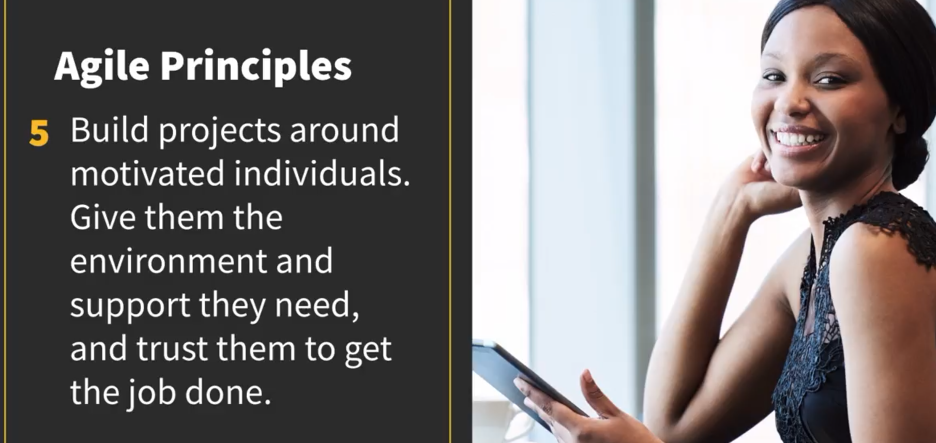 Agile Principles
5 Build projects around
motivated individuals.
Give them the
environment and
support they need,
and trust them to get
the job done.